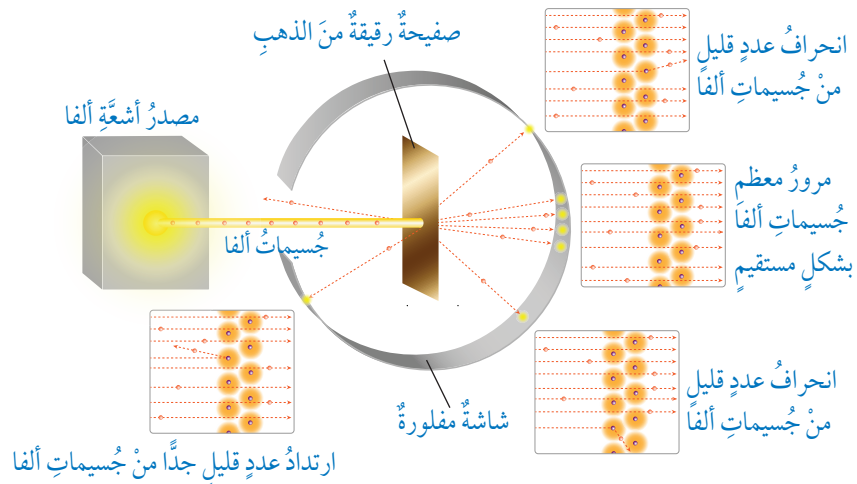 صفيحةٌ رقيقةٌ منَ الذهبِ
انحرافُ عددٍ قليلٍ
منْ جُسيماتِ ألفا
مصدرُ أشعَّةِ ألفا
مرورُ معظمِ
جُسيماتِ ألفا
بشكلٍ مستقيمٍ
جُسيماتُ ألفا
انحرافُ عددٍ قليلٍ
منْ جُسيماتِ ألفا
شاشةٌ مفلورةٌ
ارتدادُ عددٍ قليلٍ جدًّا منْ جُسيماتِ ألفا